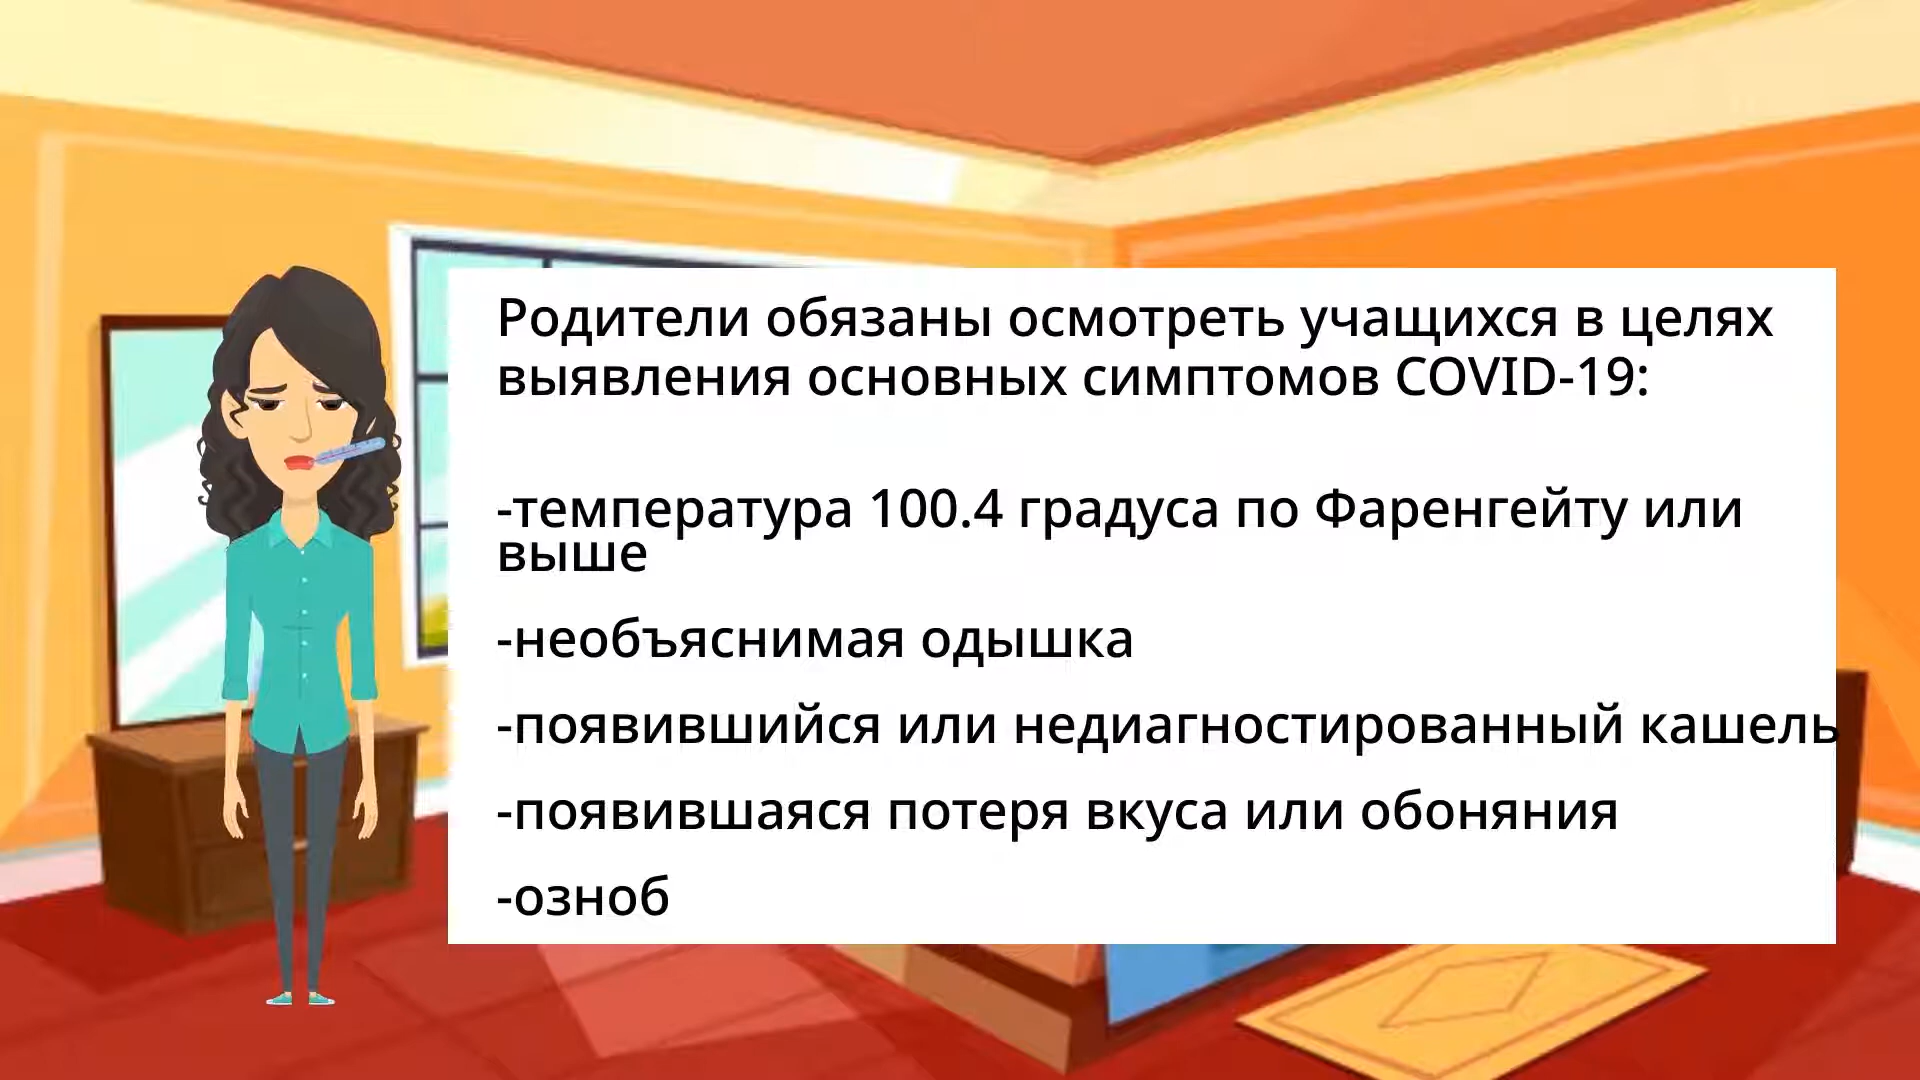 Родители обязаны осмотреть учащихся в целях
выявления основных симптомов COVID-19:
-температура 100.4 градуса по Фаренгейту или
выше
-необъяснимая одышка
-появившийся или недиагностированный кашель
-появившаяся потеря вкуса или обоняния
-озноб